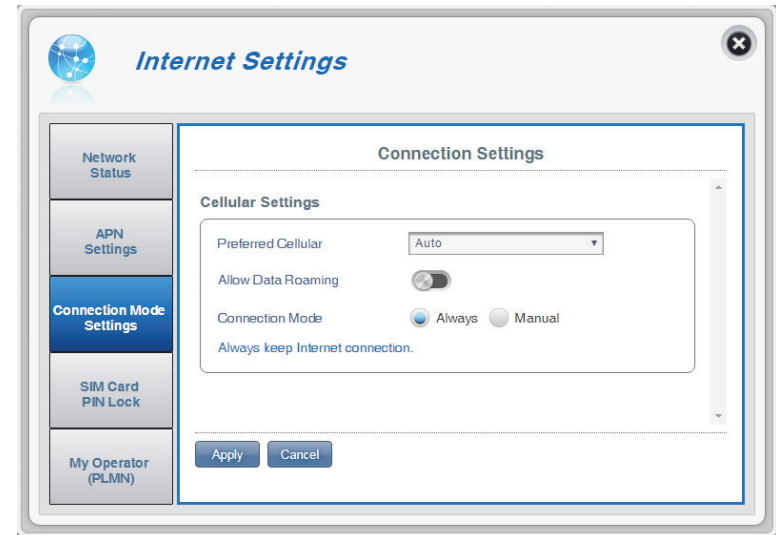 Internet Settings
Network
Status
APN
Settings
Connection Mode
Settings
SIM Card
PIN Lock
My Operator
(PLMN)
Connection Settings
Cellular Settings
Preferred Cellular Auto
Allow Data Roaming
Connection Mode Always Manual
Always keep Internet connection.
Apply Cancel